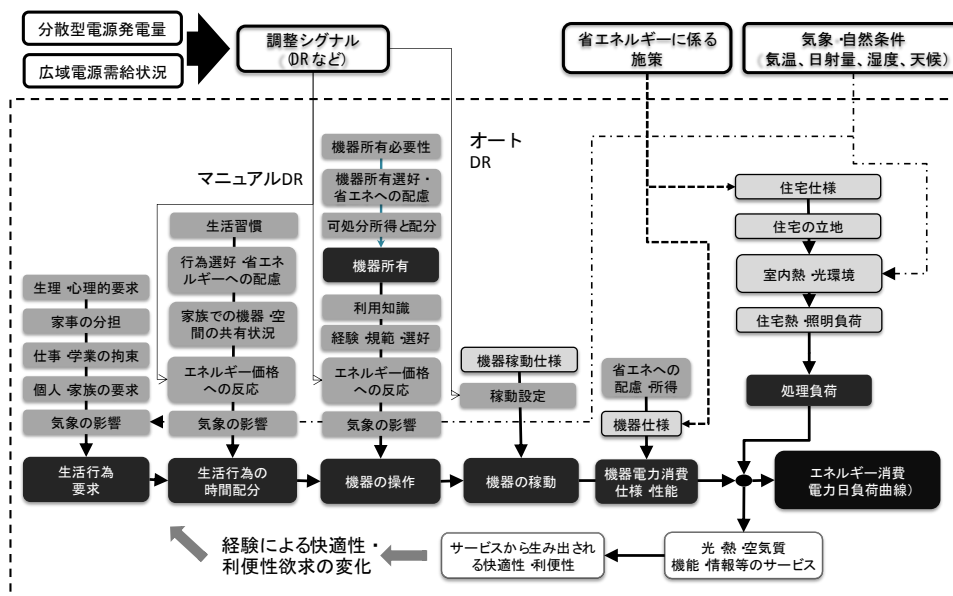 分散型電源発電量
広域電源需給状況
調整シグナル
(DRなど)
省エネルギーに係る
施策
気象・自然条件
(気温、日射量、湿度、天候)
マニュアルDR
オート
DR
機器所有必要性
機器所有選好・
省エネへの配慮
可処分所得と配分
機器所有
利用知識
経験・規範・選好
エネルギー価格
への反応
気象の影響
生活習慣
行為選好・省エネ
ルギーへの配慮
家族での機器・空
間の共有状況
エネルギー価格
への反応
気象の影響
生理・心理的要求
家事の分担
仕事・学業の拘束
個人・家族の要求
気象の影響
機器稼動仕様
稼動設定
省エネへの
配慮・所得
機器仕様
住宅仕様
住宅の立地
室内熱・光環境
住宅熱・照明負荷
処理負荷
生活行為
要求
生活行為の
時間配分
機器の操作
機器の稼動
機器電力消費
仕様・性能
エネルギー消費
電力日負荷曲線)
経験による快適性・
利便性欲求の変化
サービスから生み出され
る快適性・利便性
光・熱・空気質
機能・情報等のサービス